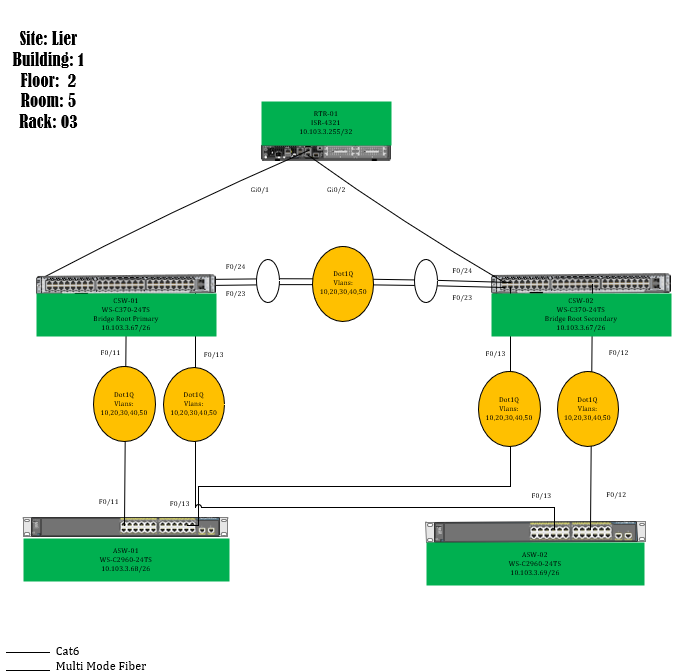 Site: Lier
Building: 1
Floor: 2
Room: 5
Rack: 03
RTR-01
ISR-4321
10.103.3.255/32
Gi0/1
Gi0/2
F0/24
F0/23
Dot1Q
Vlans:
10,20,30,40,50
F0/24
F0/23
CSW-01
WS-C370-24TS
Bridge Root Primary
10.103.3.67/26
CSW-02
WS-C370-24TS
Bridge Root Secondary
10.103.3.67/26
F0/11
F0/13
F0/13
F0/12
Dot1Q
Vlans:
10,20,30,40,50
Dot1Q
Vlans:
10,20,30,40,50
Dot1Q
Vlans:
10,20,30,40,50
Dot1Q
Vlans:
10,20,30,40,50
F0/11
F0/13
F0/13
F0/12
ASW-01
WS-C2960-24TS
10.103.3.68/26
ASW-02
WS-C2960-24TS
10.103.3.69/26
Cat6
Multi Mode Fiber